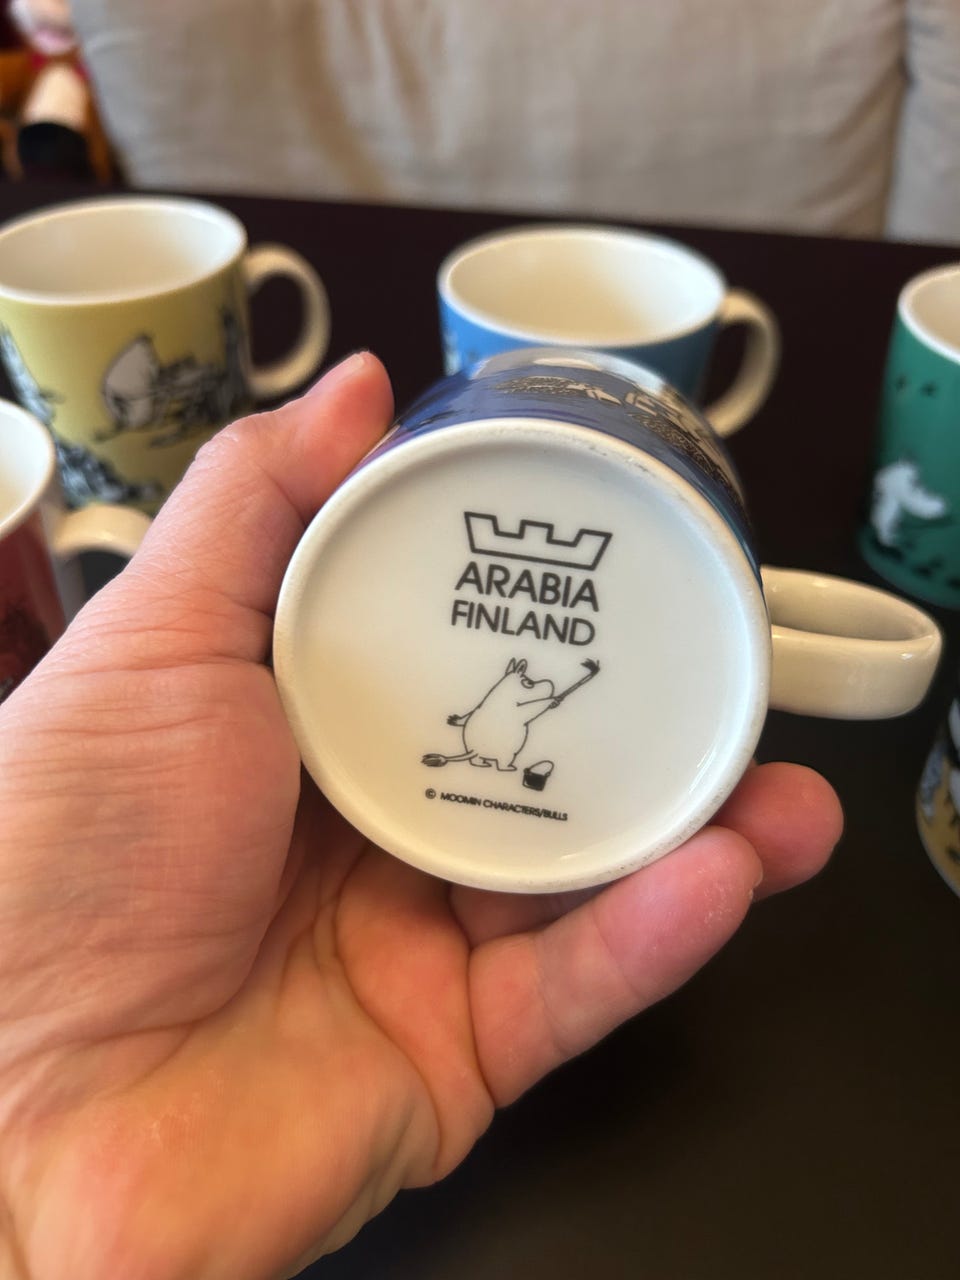 ARABIA
FINLAND
© MOOMIN CHARACTERS/BULLS